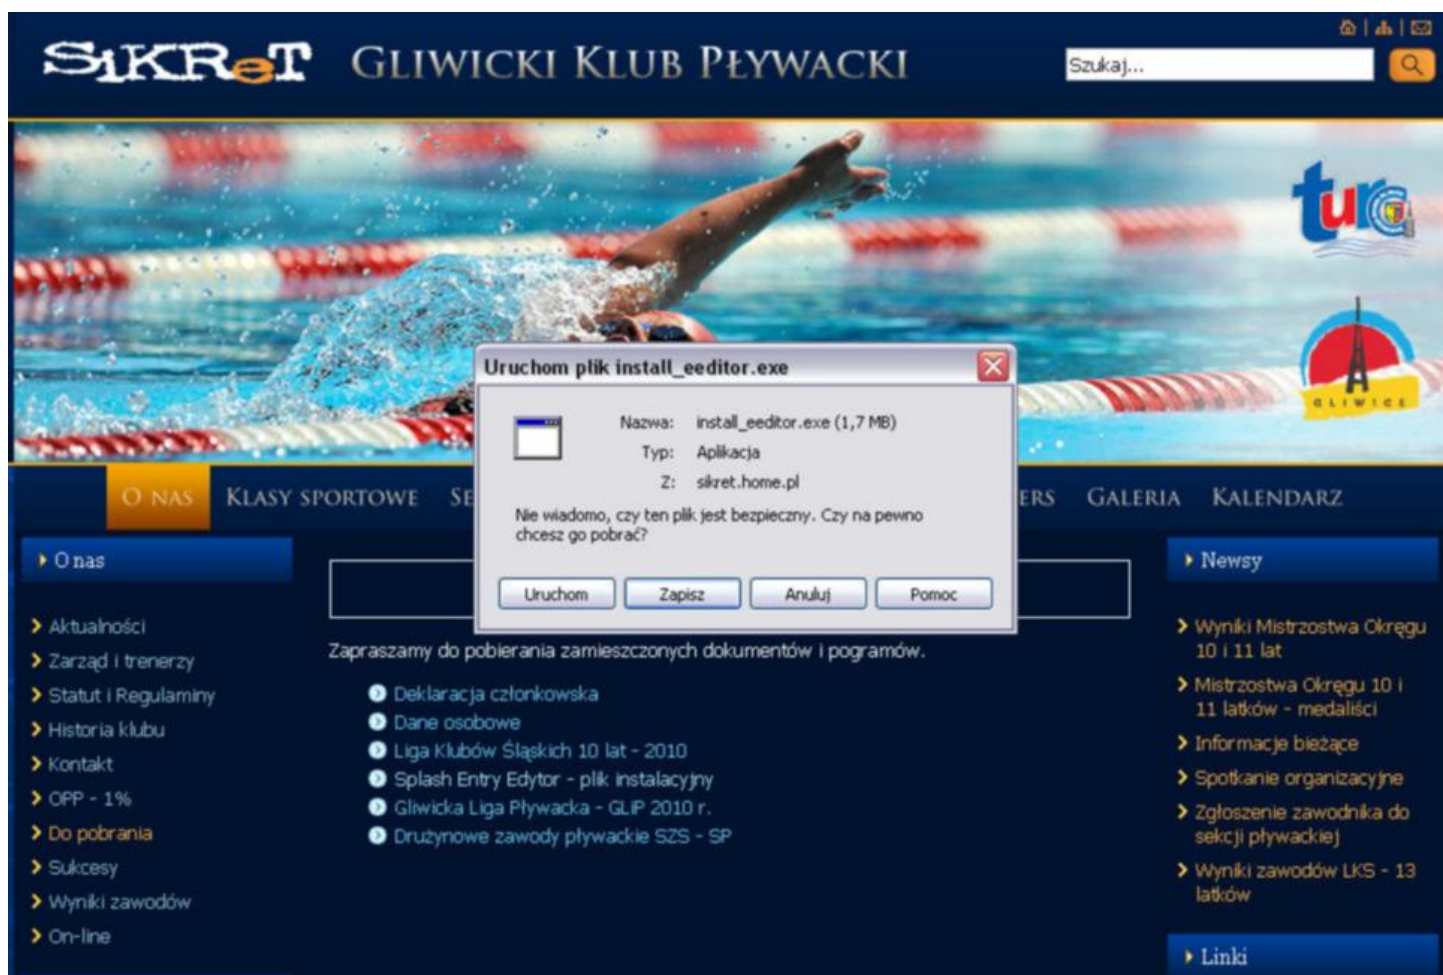 SiKReT GLIWICKI KLUB PŁYWACKI
Szukaj...
turg
GLIWICE
Uruchom plik install_eeditor.exe
Nazwa: install_eeditor.exe (1,7 MB)
Typ: Aplikacja
Z: sikret.home.pl
Nie wiadomo, czy ten plik jest bezpieczny. Czy na pewno
chcesz go pobrać?
Uruchom Zapisz Anuluj Pomoc
O NAS KLASY SPORTOWE SE ERS GALERIA KALENDARZ
O nas
Aktualności
Zarząd i trenerzy
Statut i Regulaminy
Historia klubu
Kontakt
OPP - 1%
Do pobrania
Sukcesy
Wyniki zawodów
On-line
Zapraszamy do pobierania zamieszczonych dokumentów i pogramów.
Deklaracja członkowska
Dane osobowe
Liga Klubów Śląskich 10 lat - 2010
Splash Entry Edytor - plik instalacyjny
Gliwicka Liga Pływacka - GLiP 2010 r.
Drużynowe zawody pływackie SZS - SP
Newsy
Wyniki Mistrzostwa Okręgu
10 i 11 lat
Mistrzostwa Okręgu 10 i
11 latków - medaliści
Informacje bieżące
Spotkanie organizacyjne
Zgłoszenie zawodnika do
sekcji pływackiej
Wyniki zawodów LKS - 13
latków
Linki